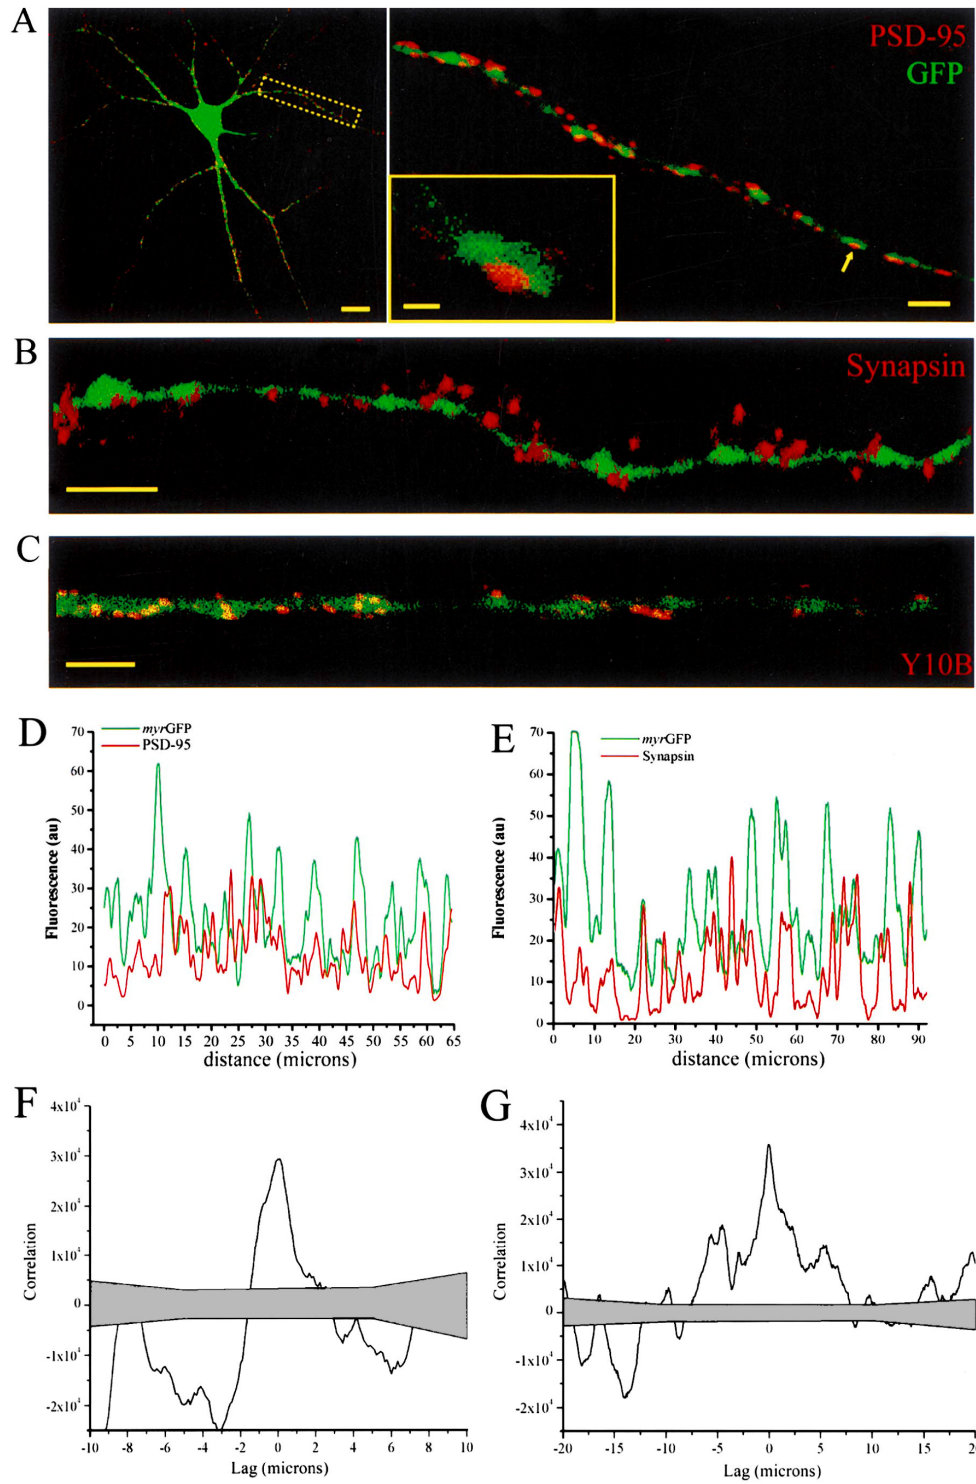 A
PSD-95
GFP
B
Synapsin
C
Y10B
D
myrGFP
PSD-95
70
60
50
40
30
20
10
0
Fluorescence (au)
0 5 10 15 20 25 30 35 40 45 50 55 60 65
distance (microns)
E
myrGFP
Synapsin
70
60
50
40
30
20
10
0
Fluorescence (au)
0 10 20 30 40 50 60 70 80 90
distance (microns)
F
4x10⁴
3x10⁴
2x10⁴
1x10⁴
0
-1x10⁴
-2x10⁴
Correlation
-10 -8 -6 -4 -2 0 2 4 6 8 10
Lag (microns)
G
4x10⁴
3x10⁴
2x10⁴
1x10⁴
0
-1x10⁴
-2x10⁴
Correlation
-20 -15 -10 -5 0 5 10 15 20
Lag (microns)